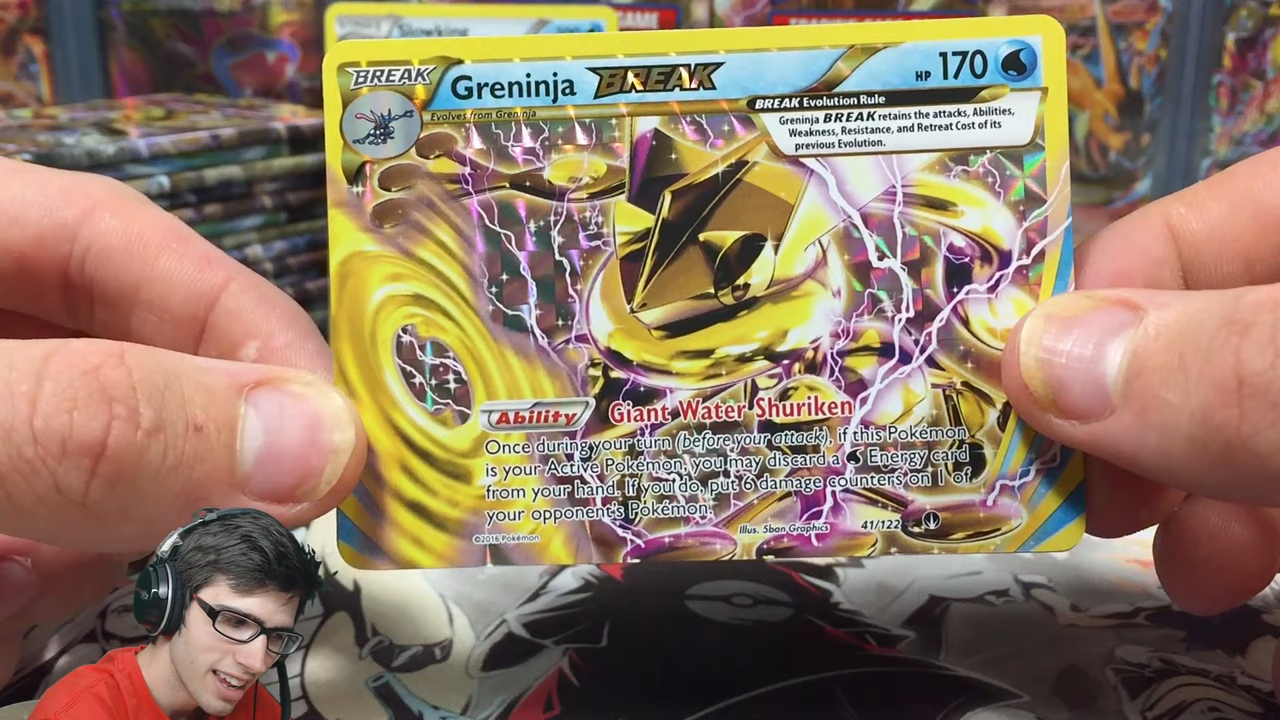 Slowking
GAME
BREAK
Greninja BREAK
HP 170
Evolves from Greninja
BREAK Evolution Rule
Greninja BREAK retains the attacks, Abilities,
Weakness, Resistance, and Retreat Cost of its
previous Evolution.
Ability Giant Water Shuriken
Once during your turn (before your attack), if this Pokémon
is your Active Pokémon, you may discard a Energy card
from your hand. If you do, put 6 damage counters on 1 of
your opponent's Pokémon.
Illus. 5ban Graphics 41/122
©2016 Pokémon